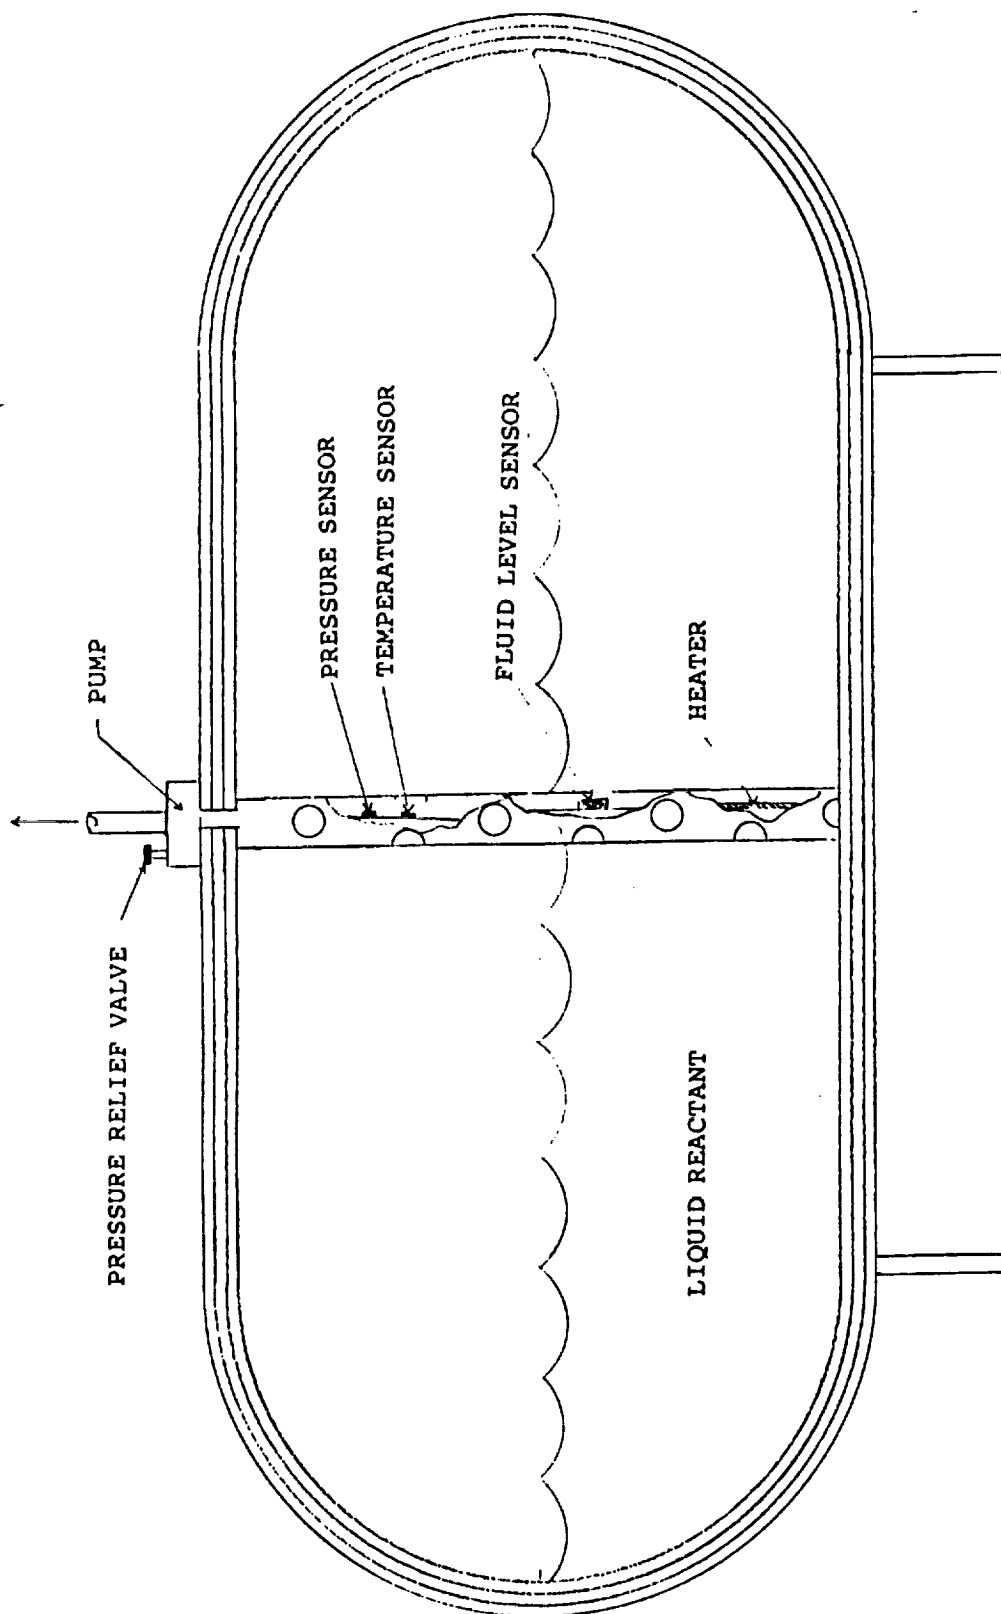 PUMP
PRESSURE RELIEF VALVE
PRESSURE SENSOR
TEMPERATURE SENSOR
FLUID LEVEL SENSOR
HEATER
LIQUID REACTANT